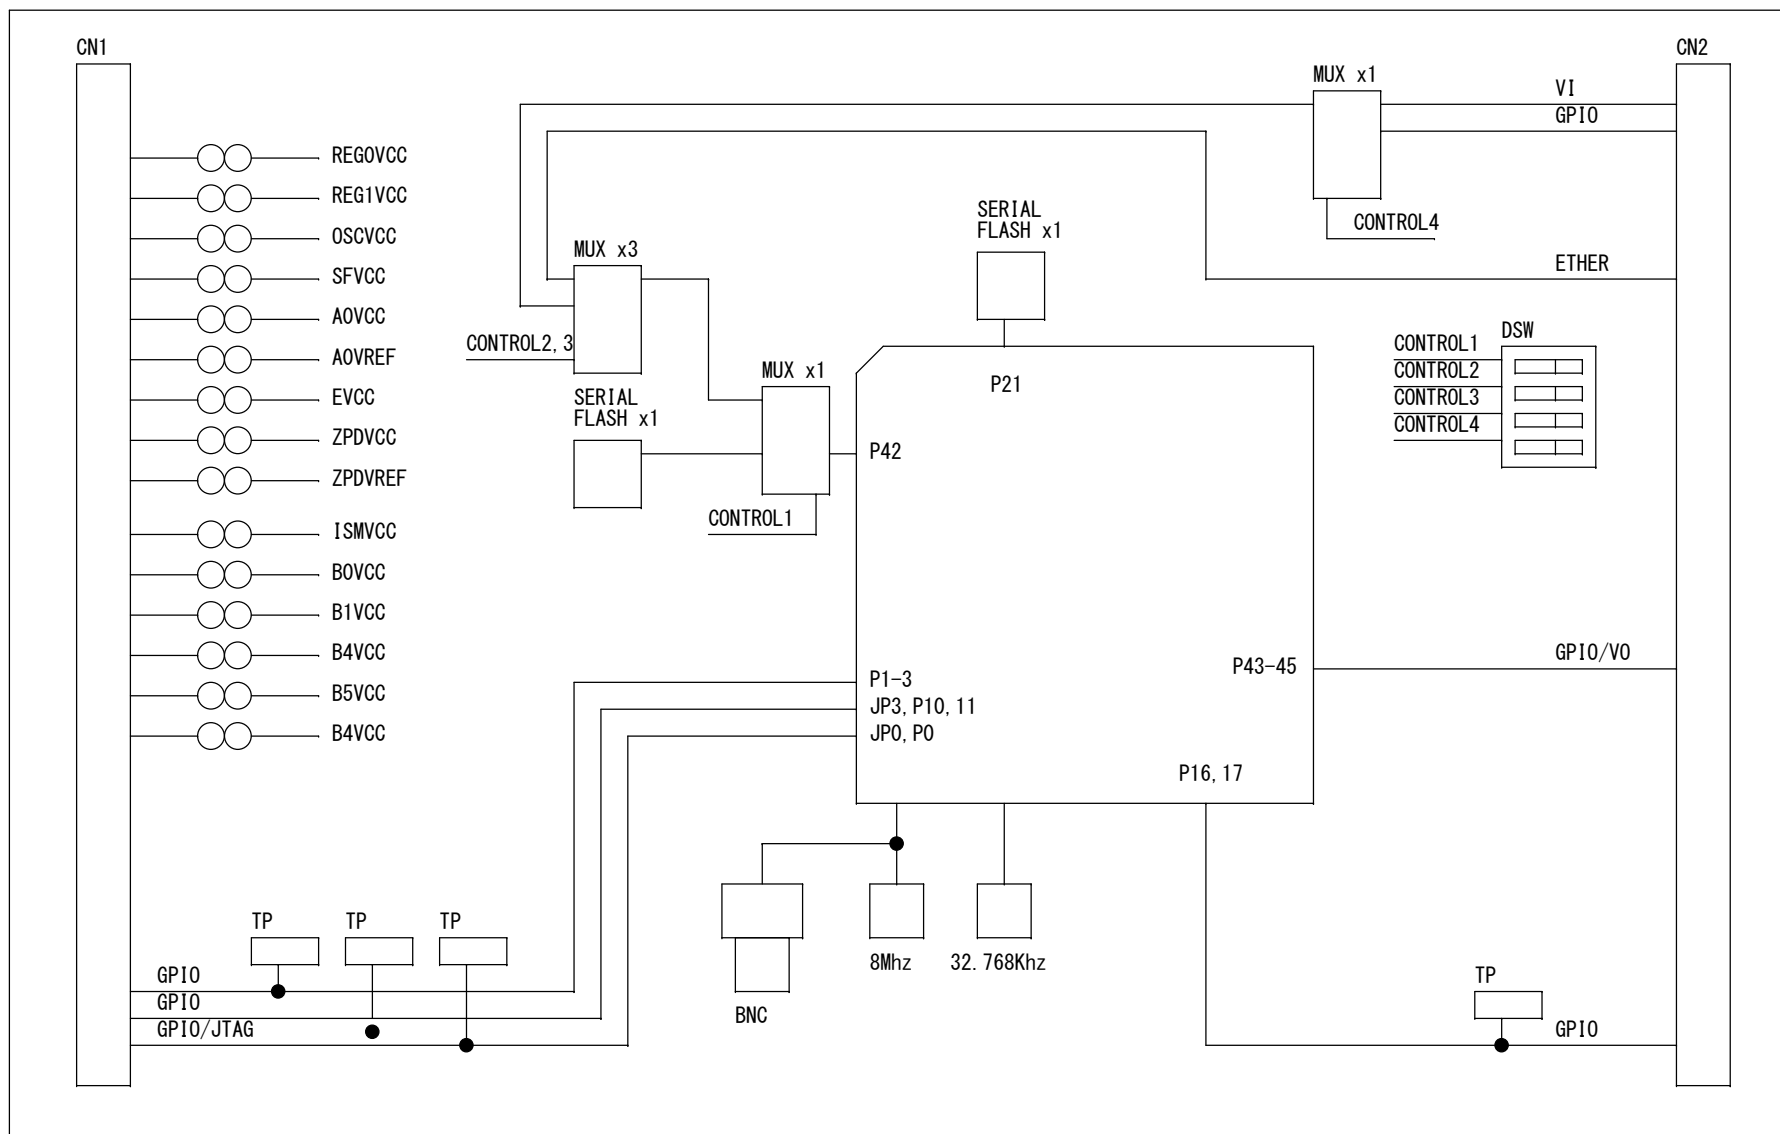 CN1
CN2
MUX x1
VI
GPIO
CONTROL4
ETHER
REG0VCC
REG1VCC
OSCVCC
SFVCC
A0VCC
A0VREF
EVCC
ZPDVCC
ZPDVREF
ISMVCC
B0VCC
B1VCC
B4VCC
B5VCC
B4VCC
MUX x3
CONTROL2,3
SERIAL
FLASH x1
MUX x1
CONTROL1
SERIAL
FLASH x1
P21
P42
DSW
CONTROL1
CONTROL2
CONTROL3
CONTROL4
P1-3
JP3,P10,11
JP0,P0
P43-45
GPIO/VO
P16,17
TP
TP
TP
GPIO
GPIO
GPIO/JTAG
BNC
8Mhz
32.768Khz
TP
GPIO